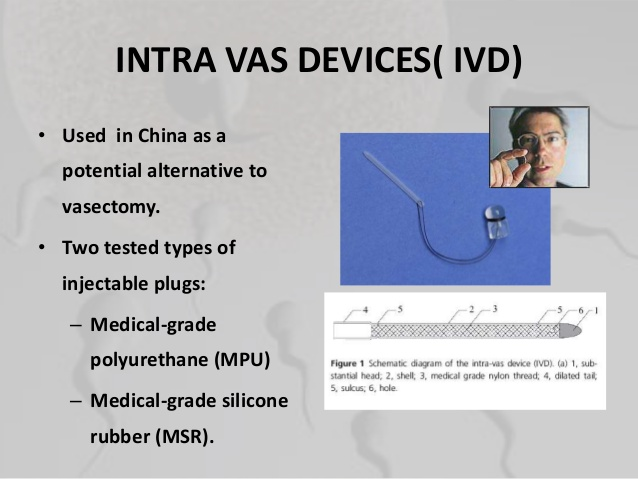 INTRA VAS DEVICES( IVD)
• Used in China as a
potential alternative to
vasectomy.
• Two tested types of
injectable plugs:
– Medical-grade
polyurethane (MPU)
– Medical-grade silicone
rubber (MSR).
4 5 2 3 5 6 1
Figure 1 Schematic diagram of the intra-vas device (IVD). (a) 1, sub-
stantial head; 2, shell; 3, medical grade nylon thread; 4, dilated tail;
5, sulcus; 6, hole.